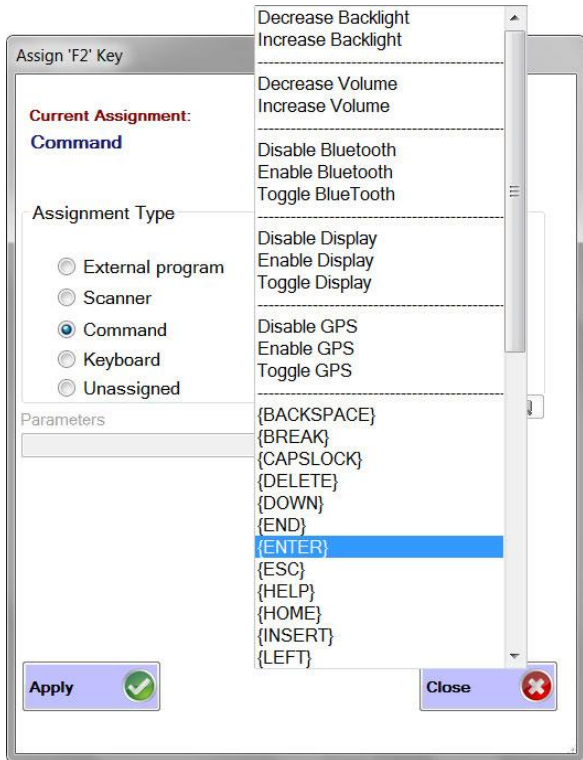 Assign 'F2' Key
Current Assignment:
Command
Assignment Type
External program
Scanner
Command
Keyboard
Unassigned
Parameters
Decrease Backlight
Increase Backlight
Decrease Volume
Increase Volume
Disable Bluetooth
Enable Bluetooth
Toggle BlueTooth
Disable Display
Enable Display
Toggle Display
Disable GPS
Enable GPS
Toggle GPS
{BACKSPACE}
{BREAK}
{CAPSLOCK}
{DELETE}
{DOWN}
{END}
{ENTER}
{ESC}
{HELP}
{HOME}
{INSERT}
{LEFT}
Apply
Close